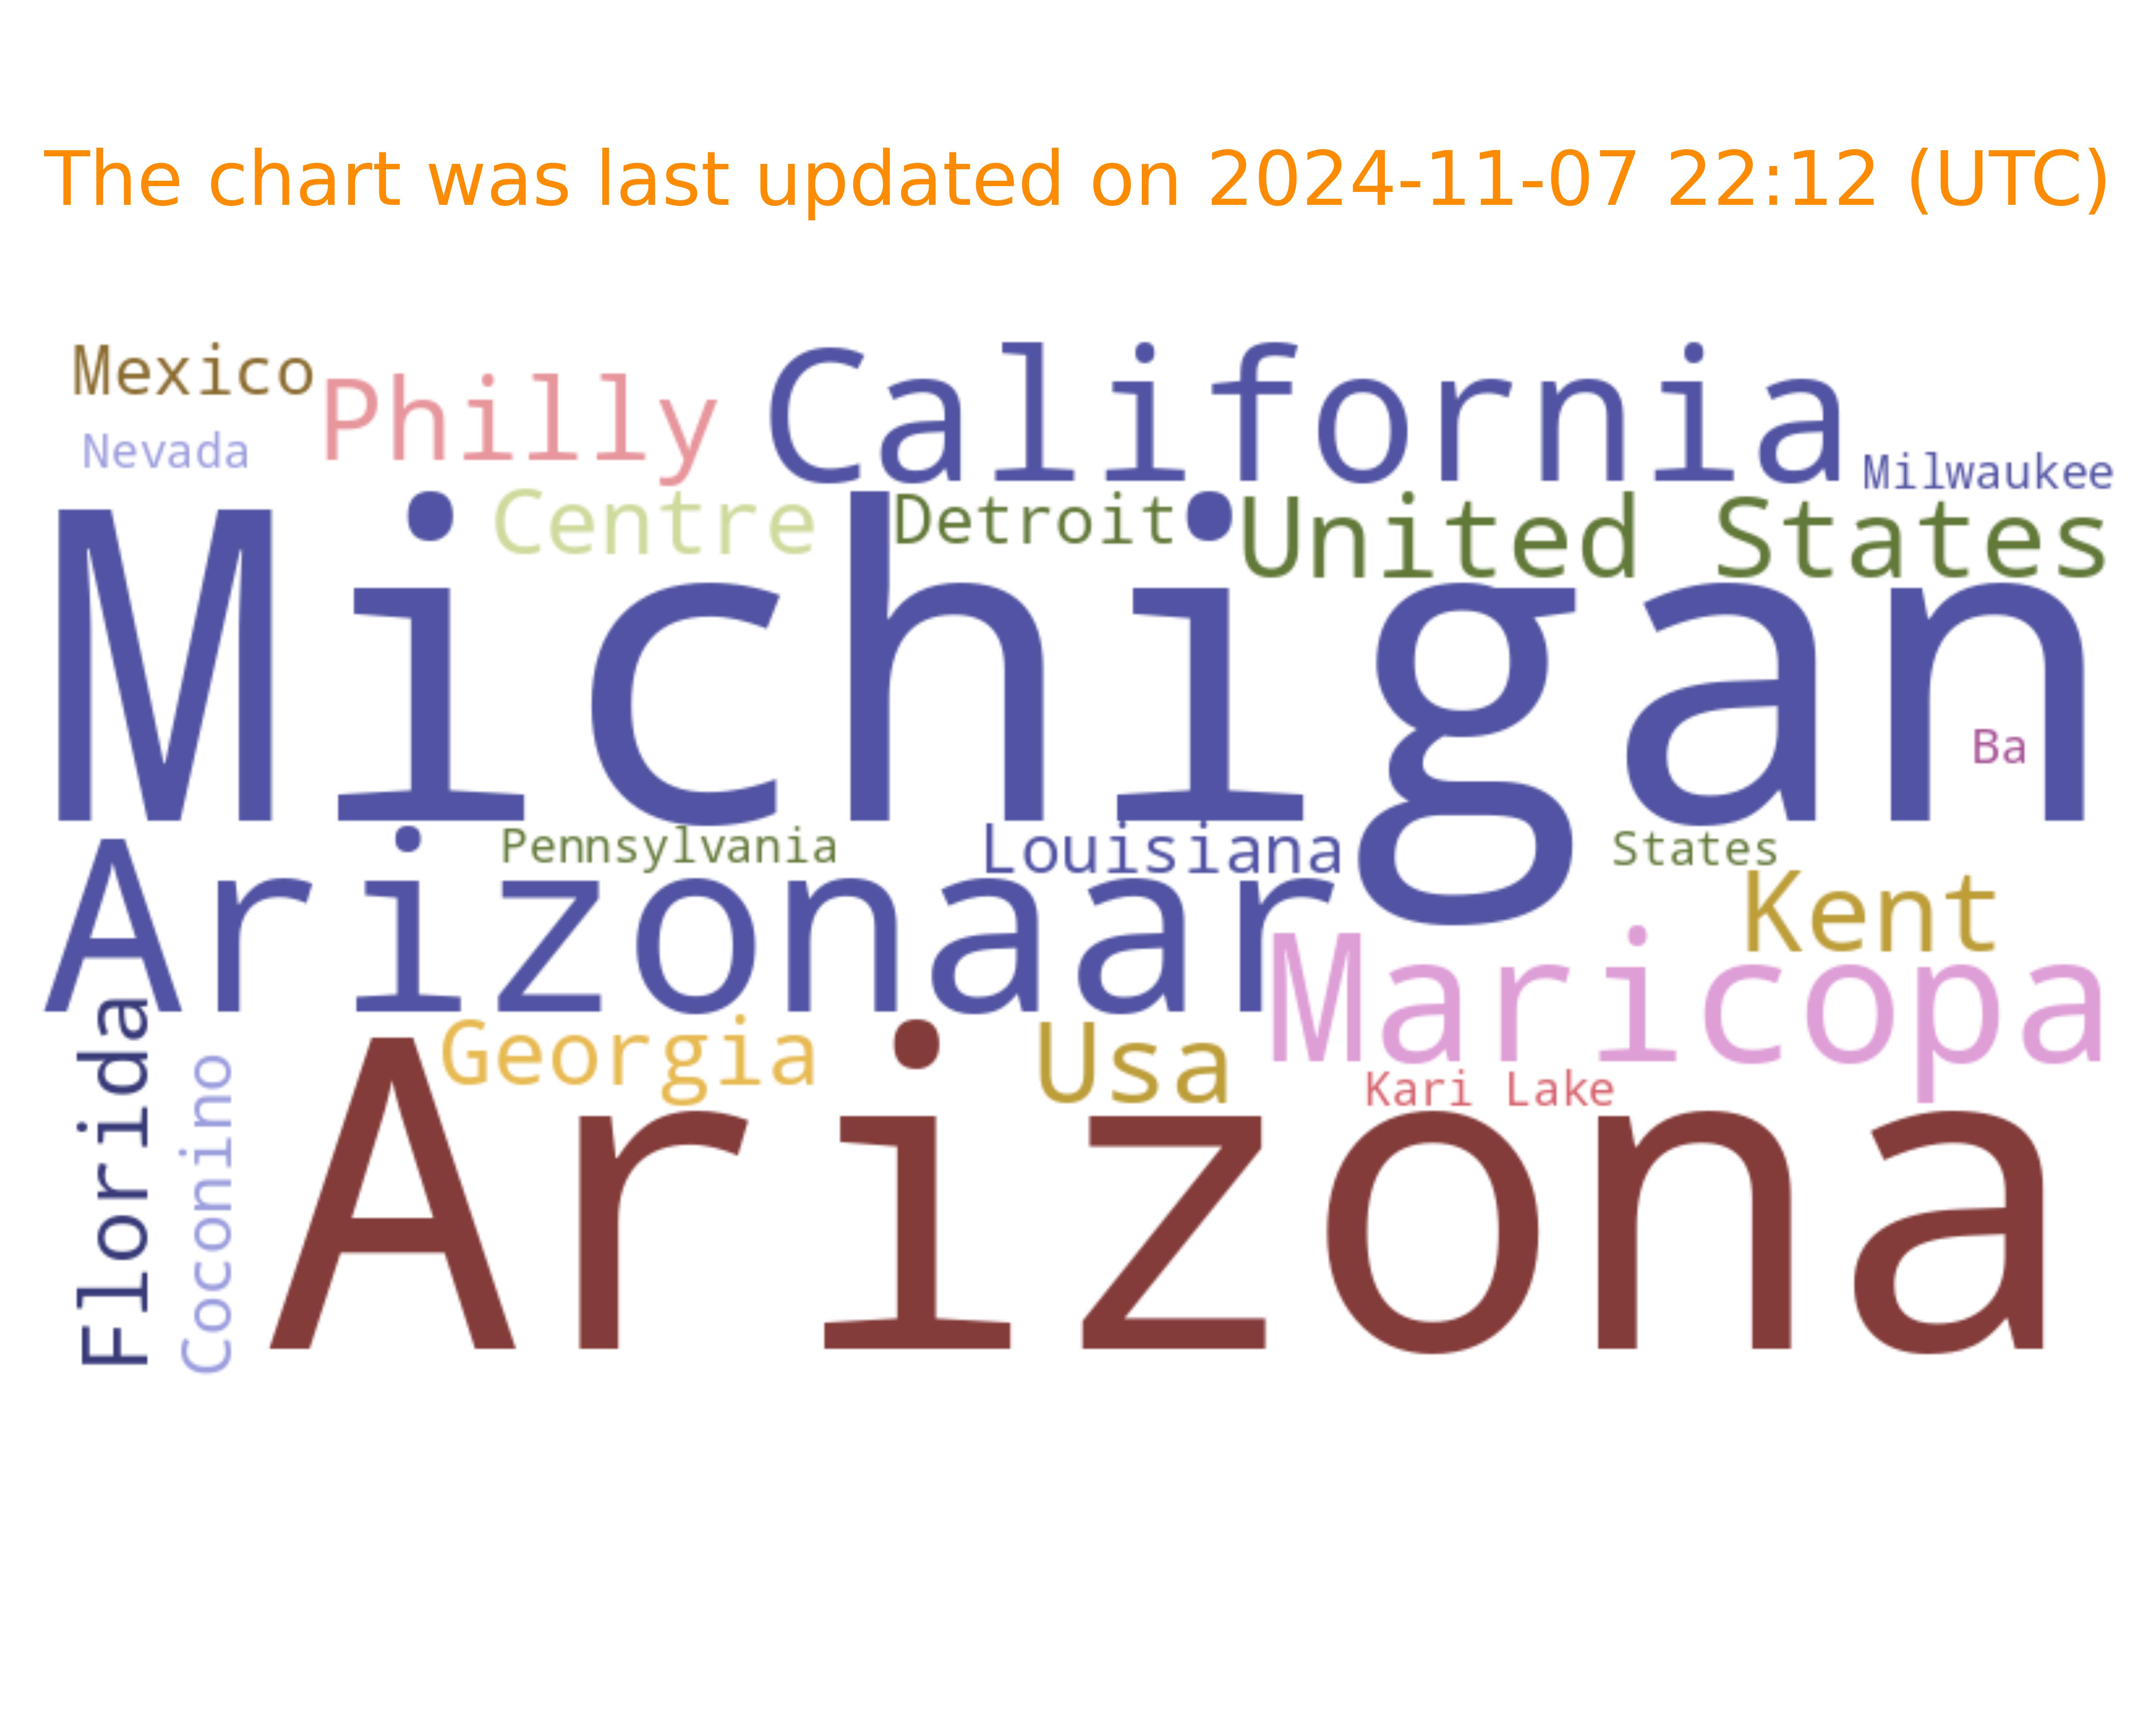 The chart was last updated on 2024-11-07 22:12 (UTC)
Mexico
Philly
California
Nevada
Milwaukee
Centre
Detroit
United States
Michigan
Ba
Pennsylvania
Louisiana
States
Arizonaar
Kent
Maricopa
Florida
Coconino
Georgia
Usa
Kari Lake
Arizona